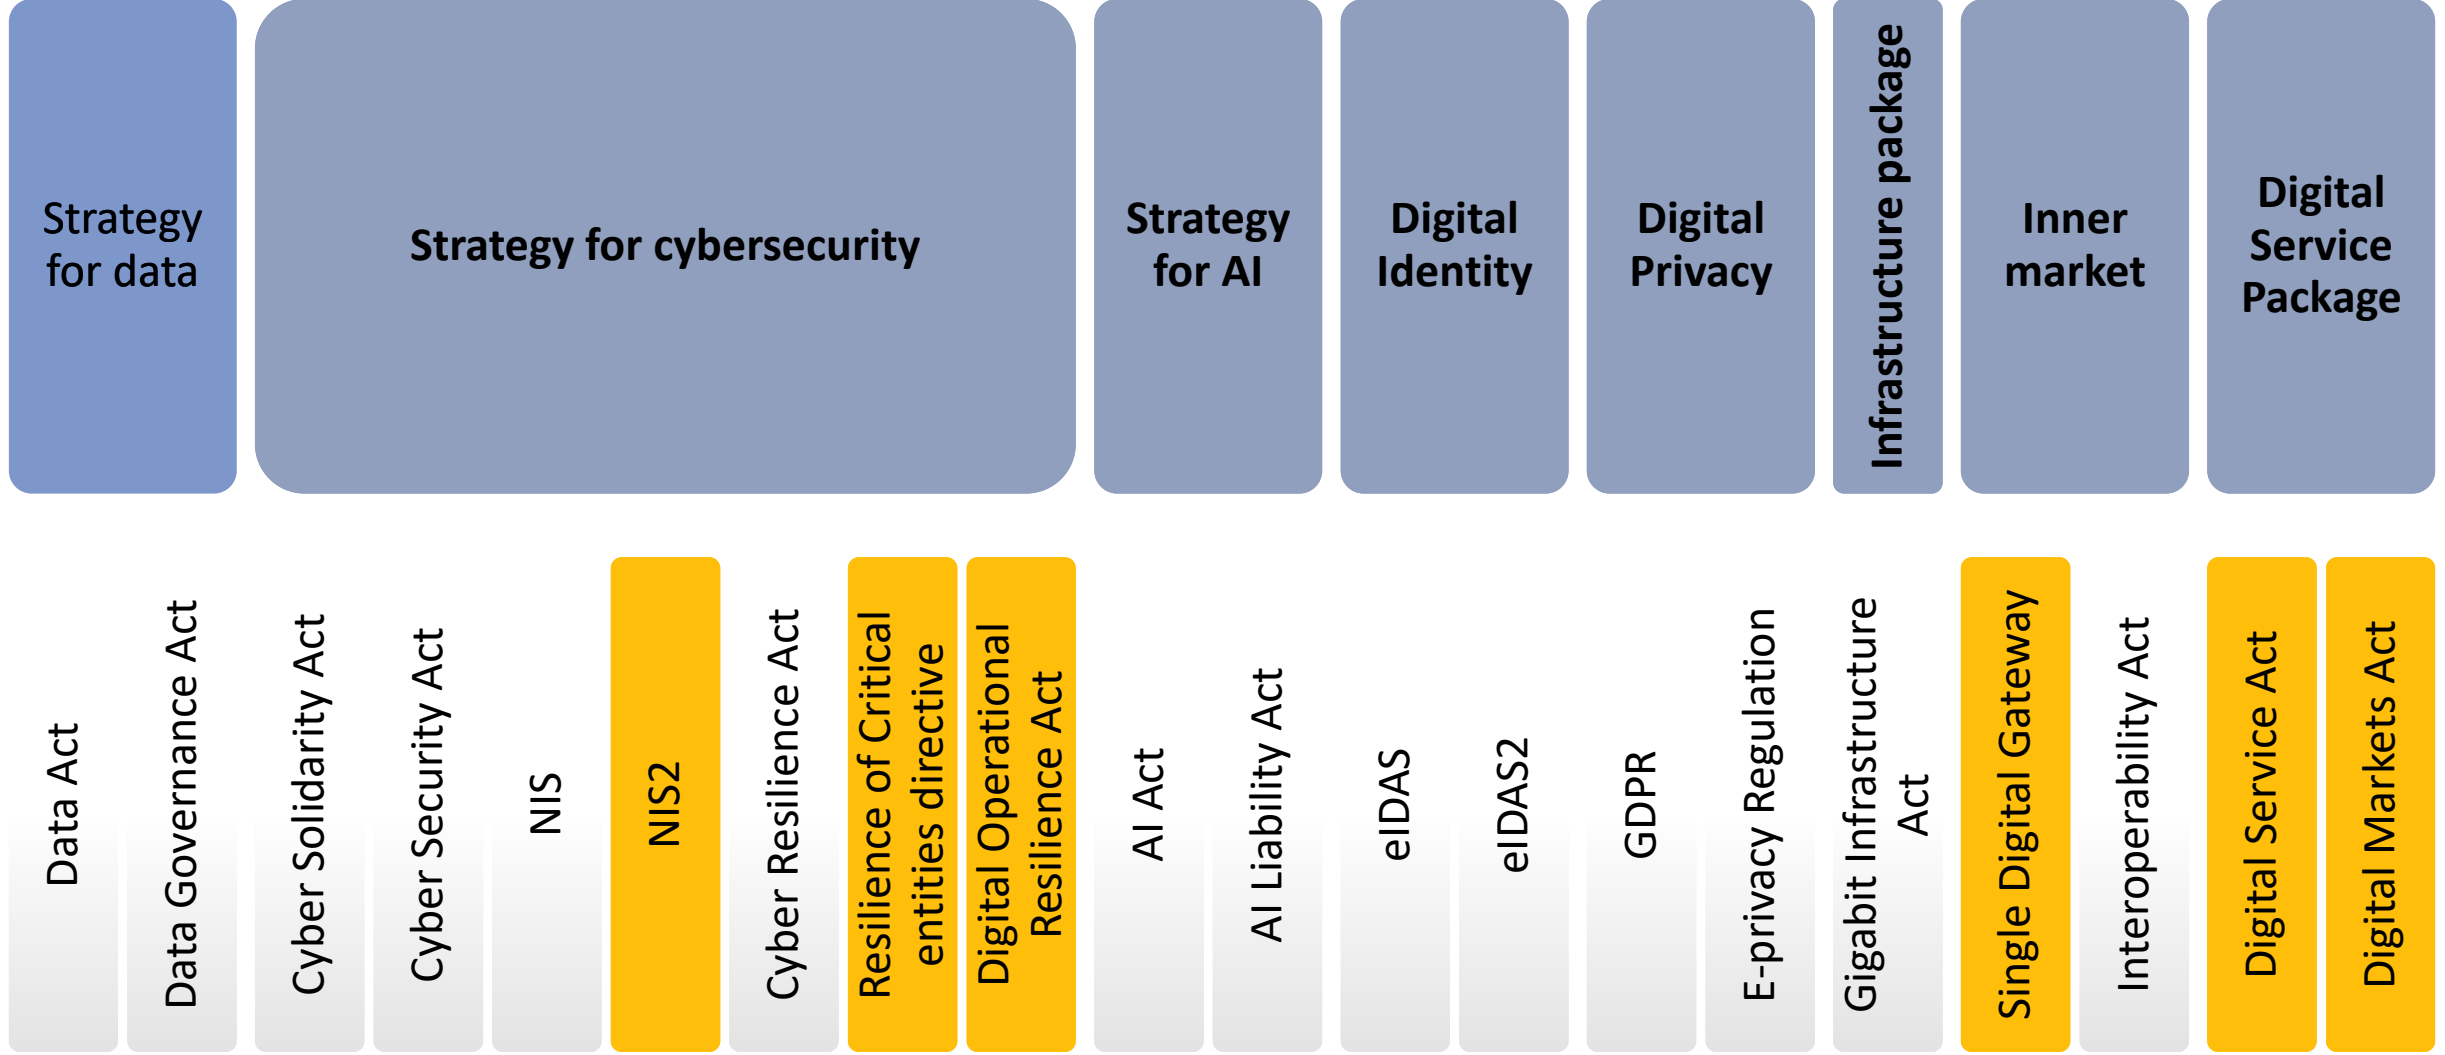 Strategy
for data
Strategy for cybersecurity
Strategy
for AI
Digital
Identity
Digital
Privacy
Infrastructure package
Inner
market
Digital
Service
Package
Data Act
Data Governance Act
Cyber Solidarity Act
Cyber Security Act
NIS
NIS2
Cyber Resilience Act
Resilience of Critical
entities directive
Digital Operational
Resilience Act
AI Act
AI Liability Act
eIDAS
eIDAS2
GDPR
E-privacy Regulation
Gigabit Infrastructure
Act
Single Digital Gateway
Interoperability Act
Digital Service Act
Digital Markets Act